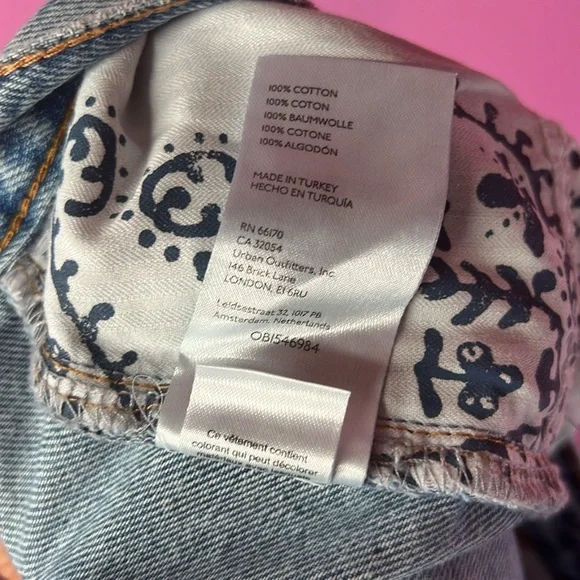 100% COTTON
100% COTON
100% BAUMWOLLE
100% COTONE
100% ALGODÓN
MADE IN TURKEY
HECHO EN TURQUÍA
RN 66170
CA 32054
Urban Outfitters, Inc.
146 Brick Lane
LONDON, E1 6RU
Leidsestraat 32, 1017 PB
Amsterdam, Netherlands
OB1546984
Ce vêtement contient
colorant qui peut décolorer